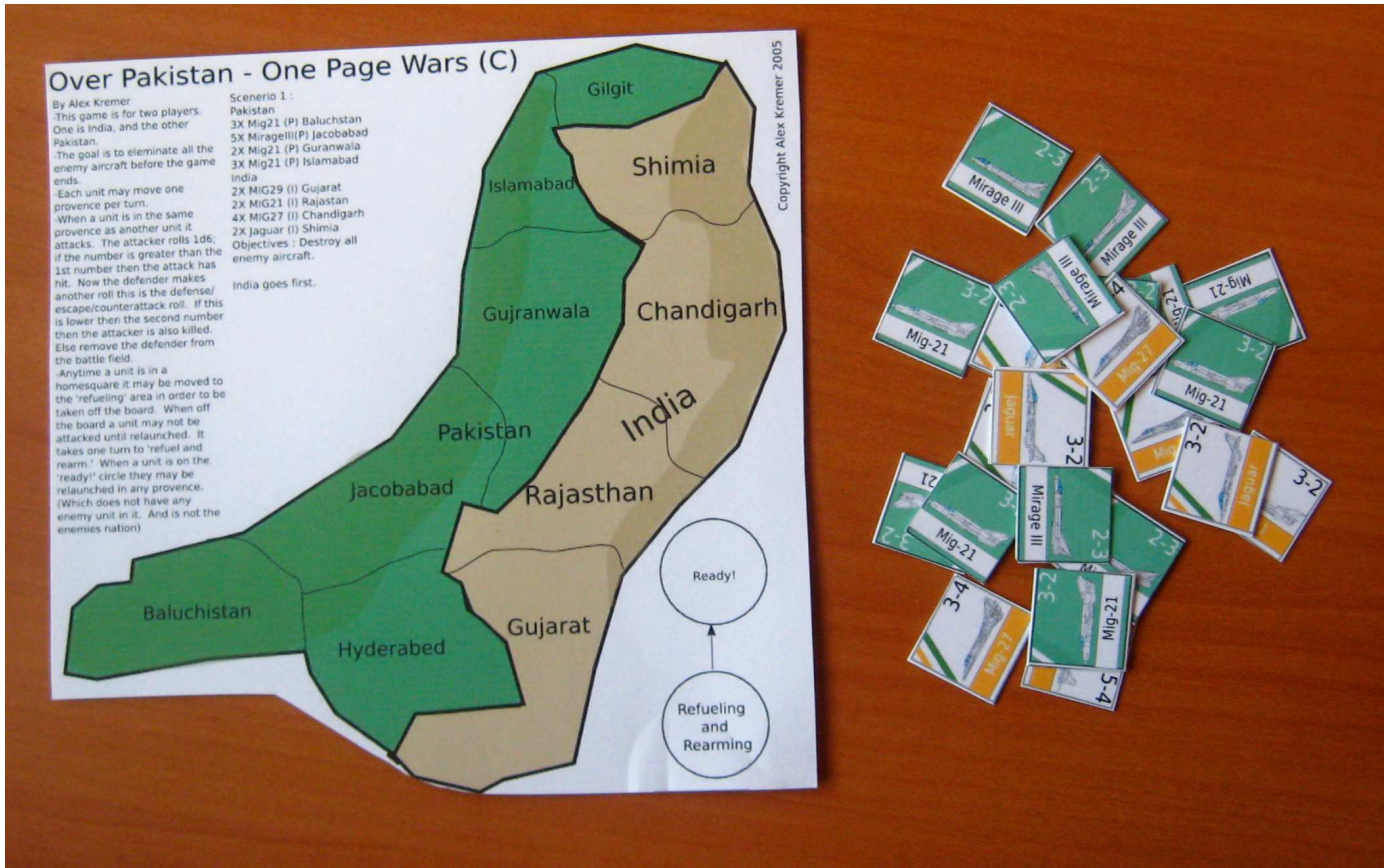 Over Pakistan - One Page Wars (C)
By Alex Kremer
-This game is for two players.
One is India, and the other
Pakistan.
-The goal is to eleminate all the
enemy aircraft before the game
ends.
-Each unit may move one
provence per turn.
-When a unit is in the same
provence as another unit it
attacks. The attacker rolls 1d6;
if the number is greater than the
1st number then the attack has
hit. Now the defender makes
another roll this is the defense/
escape/counterattack roll. If this
is lower then the second number
then the attacker is also killed.
Else remove the defender from
the battle field.
-Anytime a unit is in a
homesquare it may be moved to
the 'refueling' area in order to be
taken off the board. When off
the board a unit may not be
attacked until relaunched. It
takes one turn to 'refuel and
rearm.' When a unit is on the
'ready!' circle they may be
relaunched in any provence.
(Which does not have any
enemy unit in it. And is not the
enemies nation)
Scenerio 1 :
Pakistan
3X Mig21 (P) Baluchstan
5X MirageIII(P) Jacobabad
2X Mig21 (P) Guranwala
3X Mig21 (P) Islamabad
India
2X MIG29 (I) Gujarat
2X MIG21 (I) Rajastan
4X MIG27 (I) Chandigarh
2X Jaguar (I) Shimia
Objectives : Destroy all
enemy aircraft.
India goes first.
Copyright Alex Kremer 2005
Gilgit
Shimia
Islamabad
Gujranwala
Chandigarh
India
Pakistan
Jacobabad
Rajasthan
Baluchistan
Hyderabed
Gujarat
Ready!
Refueling
and
Rearming
2-3
Mirage III
2-3
Mirage III
2-3
Mirage III
3-2
Mig-21
4
Mig-27
Mig-21
Mig-21
3-2
Mig-21
Jaguar
3-2
Mig
3-2
Jaguar
3-2
21
3-2
3-
Mig-21
Mirage III
2-3
2-3
M
3-4
Mig-27
3-2
Mig-21
5-4